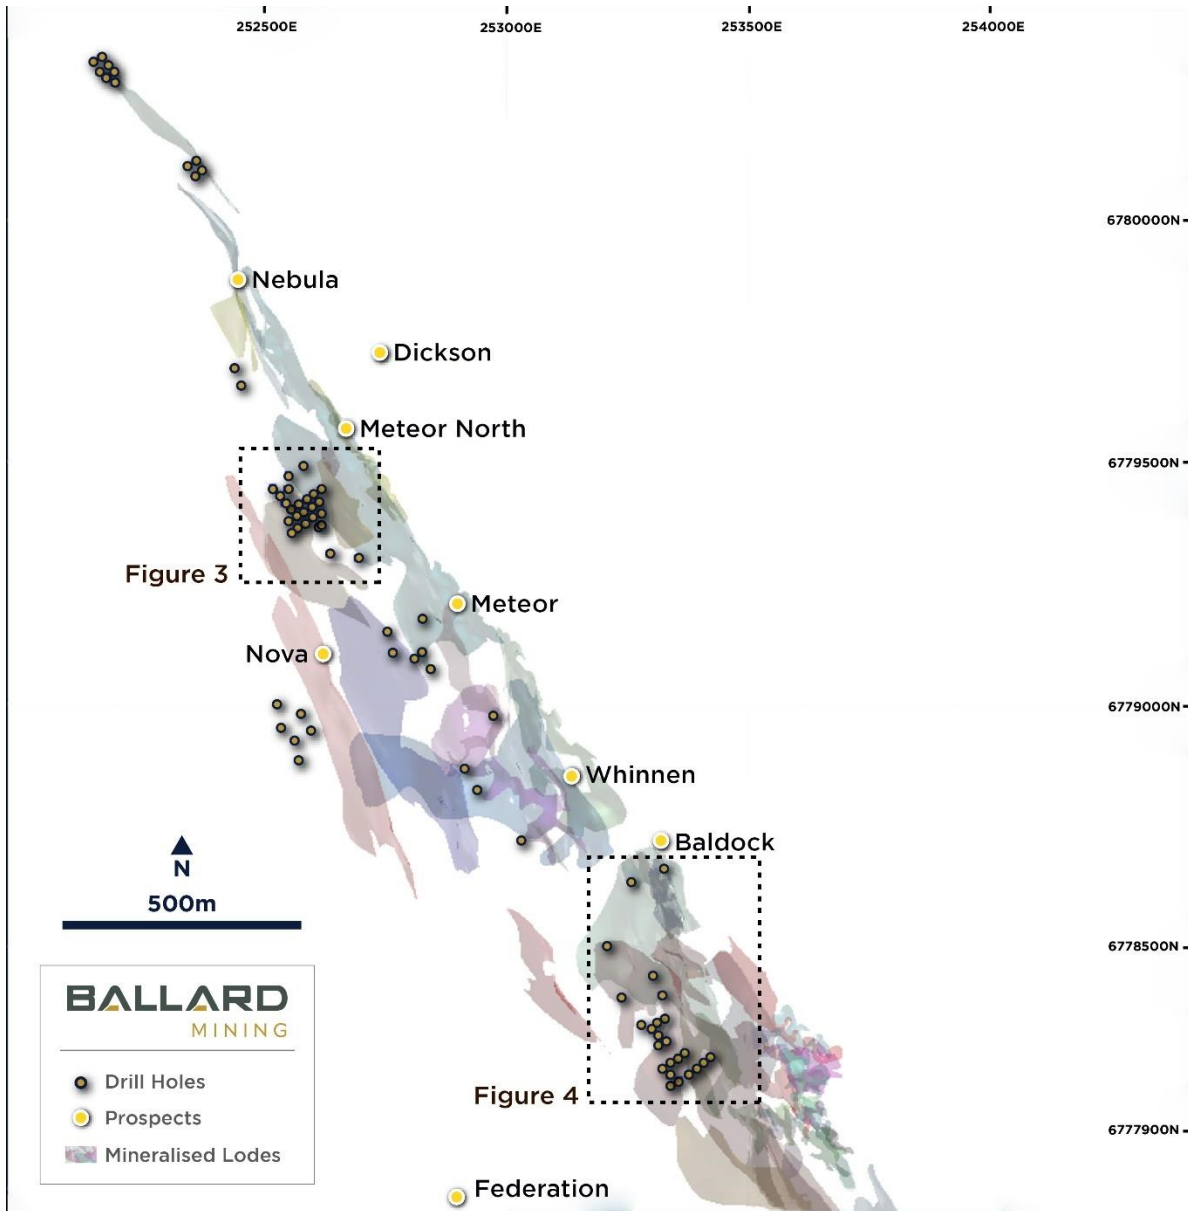 252500E 253000E 253500E 254000E
6780000N
Nebula
Dickson
Meteor North
6779500N
Figure 3
Meteor
Nova
6779000N
Whinnen
Baldock
N
500m
6778500N
BALLARD
MINING
Drill Holes
Figure 4
Prospects
6777900N
Mineralised Lodes
Federation